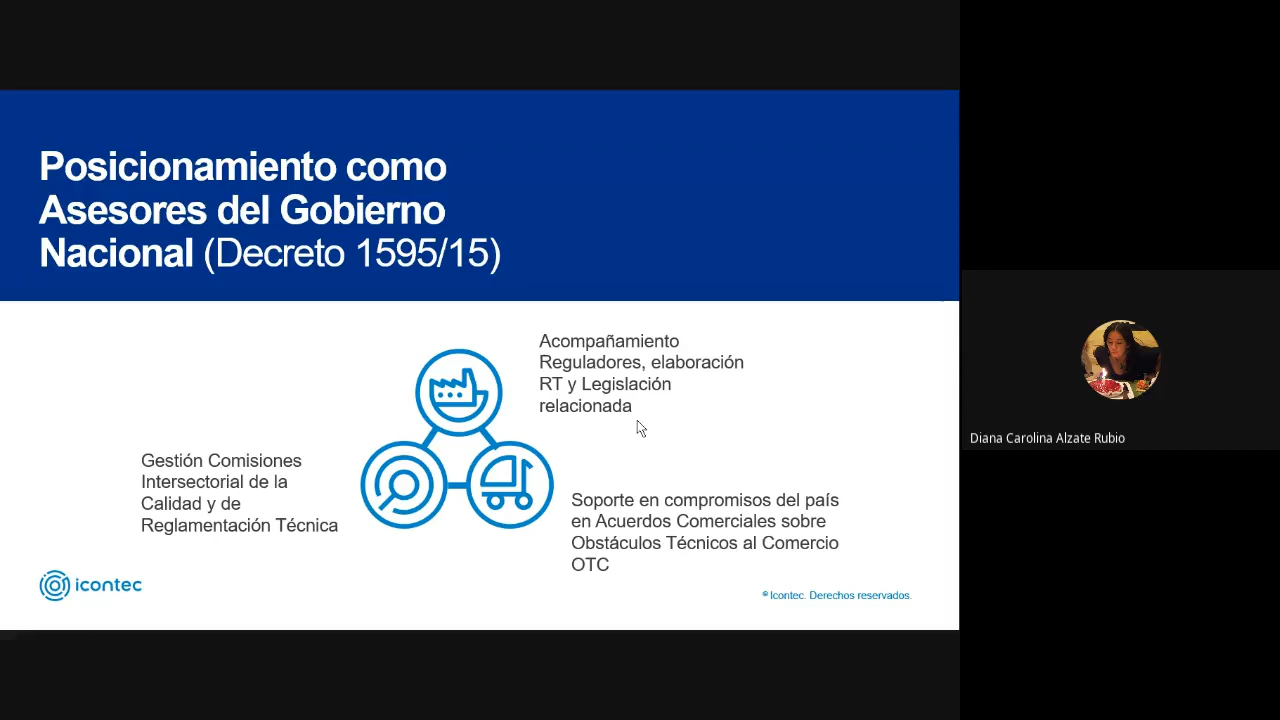 Posicionamiento como
Asesores del Gobierno
Nacional (Decreto 1595/15)
Acompañamiento
Reguladores, elaboración
RT y Legislación
relacionada
Gestión Comisiones
Intersectorial de la
Calidad y de
Reglamentación Técnica
Soporte en compromisos del país
en Acuerdos Comerciales sobre
Obstáculos Técnicos al Comercio
OTC
icontec
® Icontec. Derechos reservados.
Diana Carolina Alzate Rubio